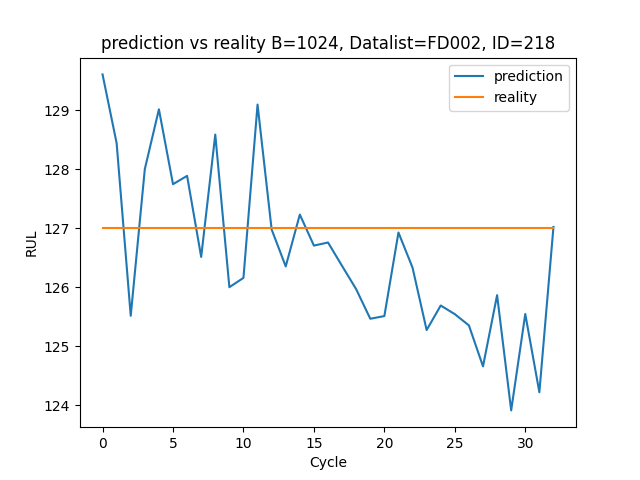 prediction vs reality B=1024, Datalist=FD002, ID=218
prediction
reality
129
128
127
126
125
124
RUL
0 5 10 15 20 25 30
Cycle